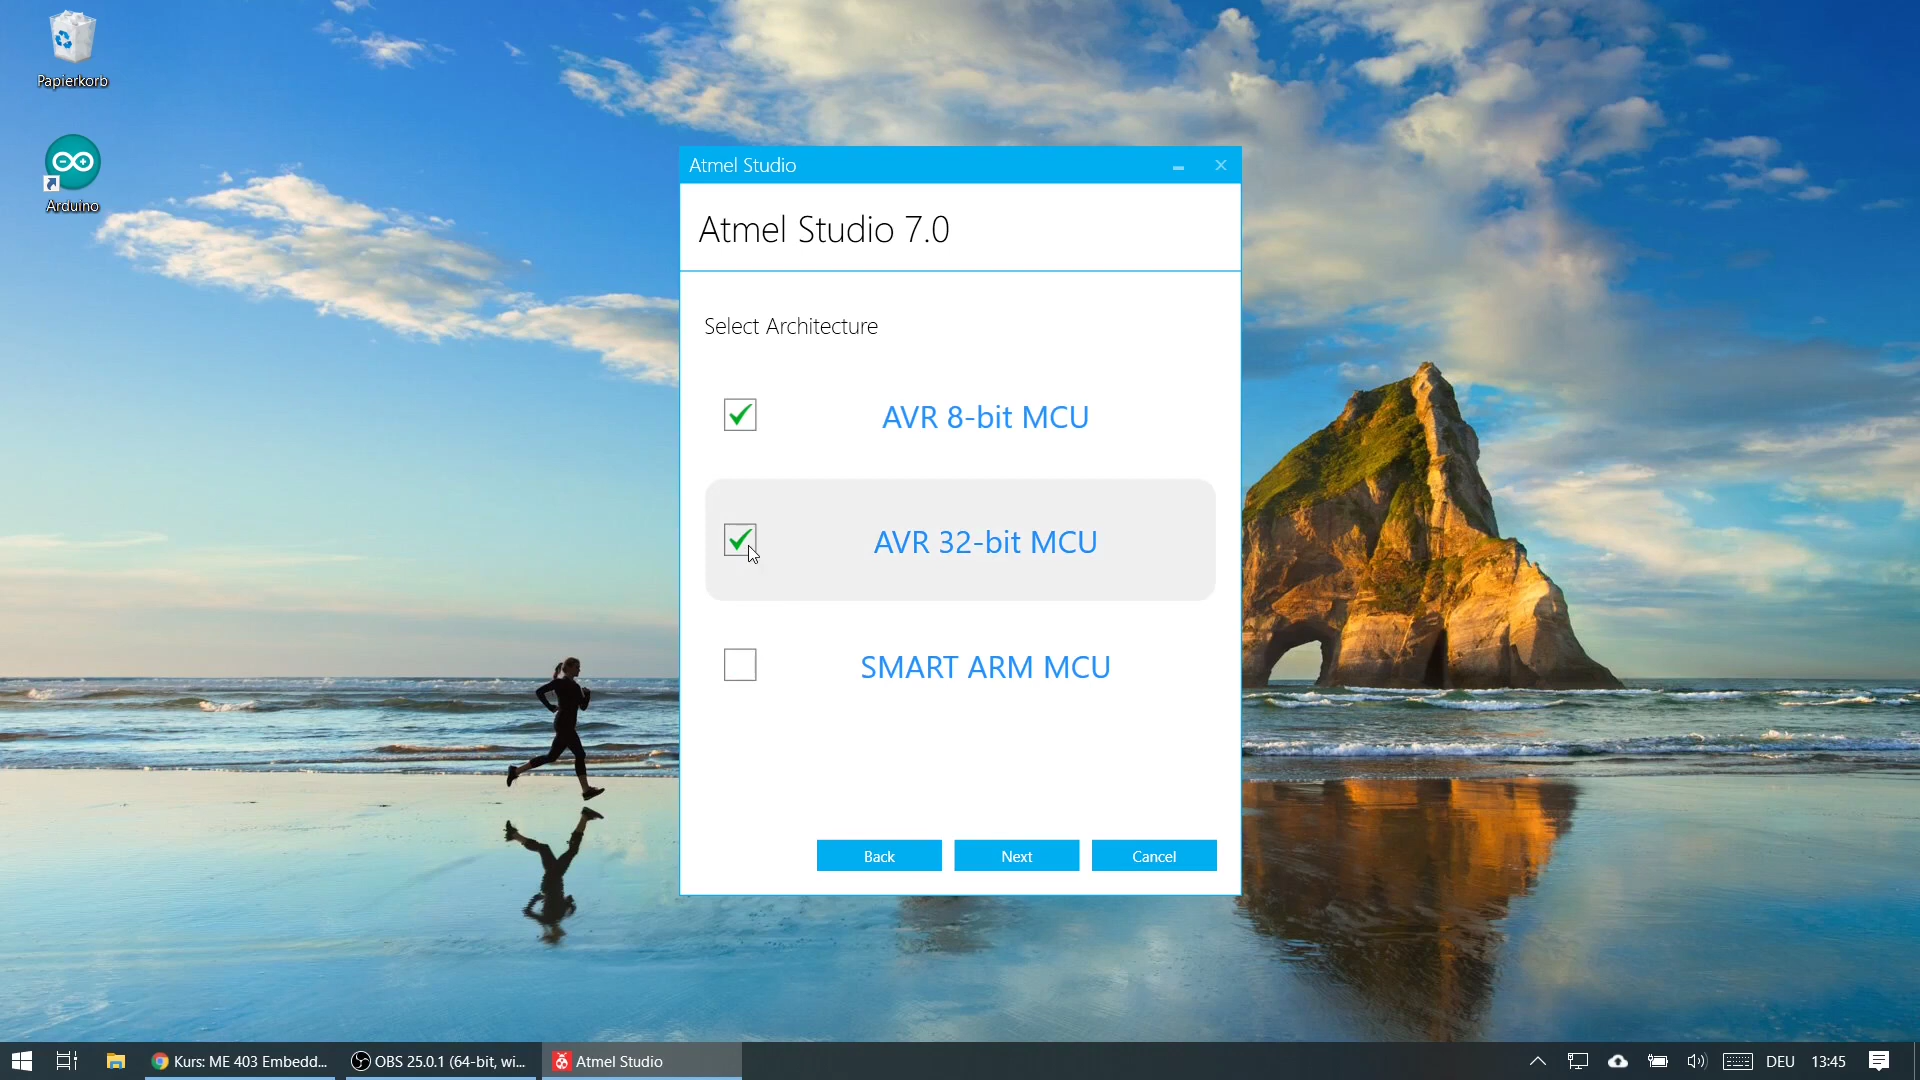 Papierkorb
Arduino
Atmel Studio
Atmel Studio 7.0
Select Architecture
AVR 8-bit MCU
AVR 32-bit MCU
SMART ARM MCU
Back
Next
Cancel
Kurs: ME 403 Embedd...
OBS 25.0.1 (64-bit, wi...
Atmel Studio
DEU
13:45